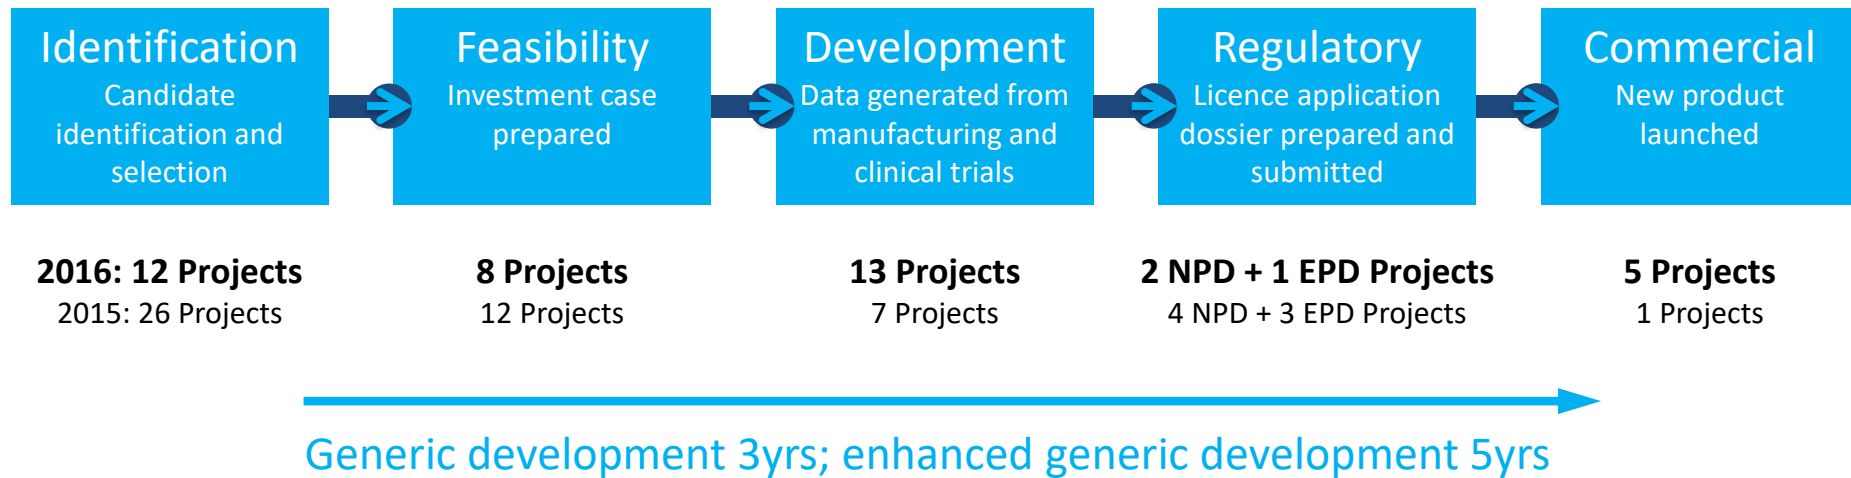 Identification
Candidate
identification and
selection
Feasibility
Investment case
prepared
Development
Data generated from
manufacturing and
clinical trials
Regulatory
Licence application
dossier prepared and
submitted
Commercial
New product
launched
2016: 12 Projects
2015: 26 Projects
8 Projects
12 Projects
13 Projects
7 Projects
2 NPD + 1 EPD Projects
4 NPD + 3 EPD Projects
5 Projects
1 Projects
Generic development 3yrs; enhanced generic development 5yrs